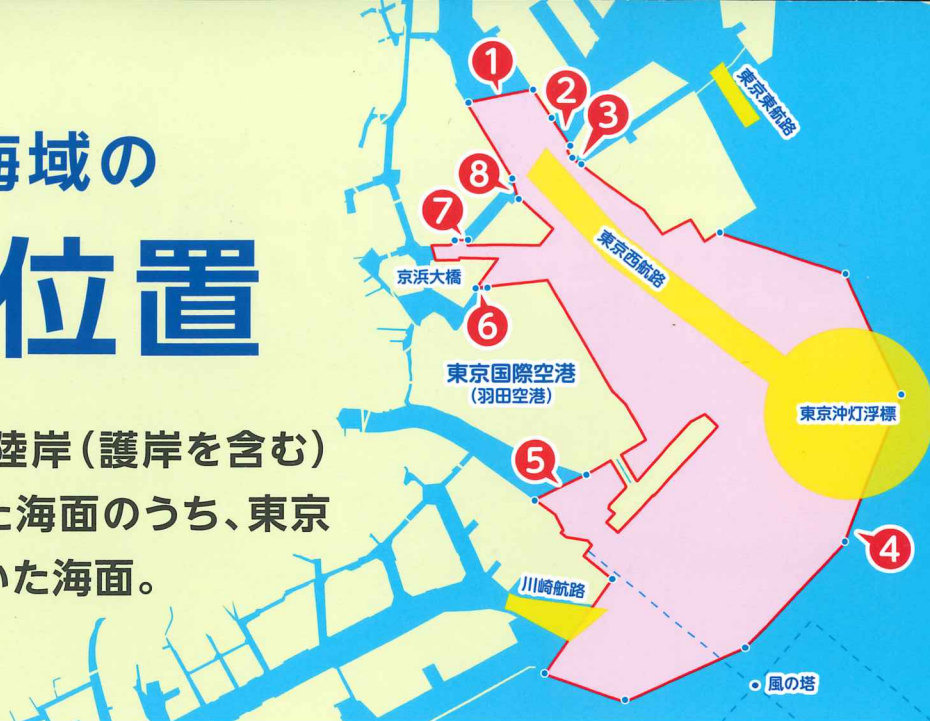 海域の
位置
陸岸(護岸を含む)
た海面のうち、東京
いた海面。
1
2
3
東京東航路
8
7
京浜大橋
東京西航路
6
東京国際空港
(羽田空港)
東京沖灯浮標
5
4
川崎航路
風の塔